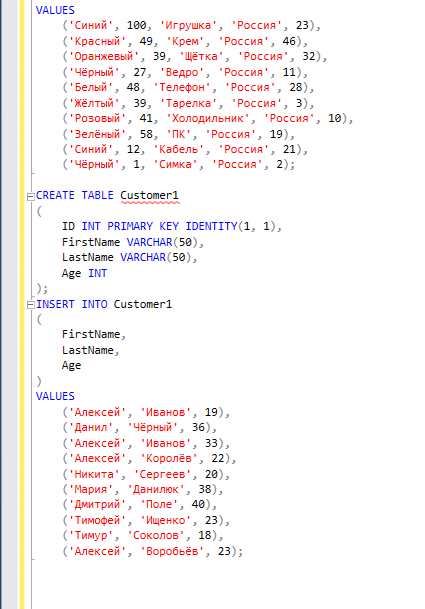 VALUES
('Синий', 100, 'Игрушка', 'Россия', 23),
('Красный', 49, 'Крем', 'Россия', 46),
('Оранжевый', 39, 'Щётка', 'Россия', 32),
('Чёрный', 27, 'Ведро', 'Россия', 11),
('Белый', 48, 'Телефон', 'Россия', 28),
('Жёлтый', 39, 'Тарелка', 'Россия', 3),
('Розовый', 41, 'Холодильник', 'Россия', 10),
('Зелёный', 58, 'ПК', 'Россия', 19),
('Синий', 12, 'Кабель', 'Россия', 21),
('Чёрный', 1, 'Симка', 'Россия', 2);
CREATE TABLE Customer1
(
ID INT PRIMARY KEY IDENTITY(1, 1),
FirstName VARCHAR(50),
LastName VARCHAR(50),
Age INT
);
INSERT INTO Customer1
(
FirstName,
LastName,
Age
)
VALUES
('Алексей', 'Иванов', 19),
('Данил', 'Чёрный', 36),
('Алексей', 'Иванов', 33),
('Алексей', 'Королёв', 22),
('Никита', 'Сергеев', 20),
('Мария', 'Данилюк', 38),
('Дмитрий', 'Поле', 40),
('Тимофей', 'Ищенко', 23),
('Тимур', 'Соколов', 18),
('Алексей', 'Воробьёв', 23);